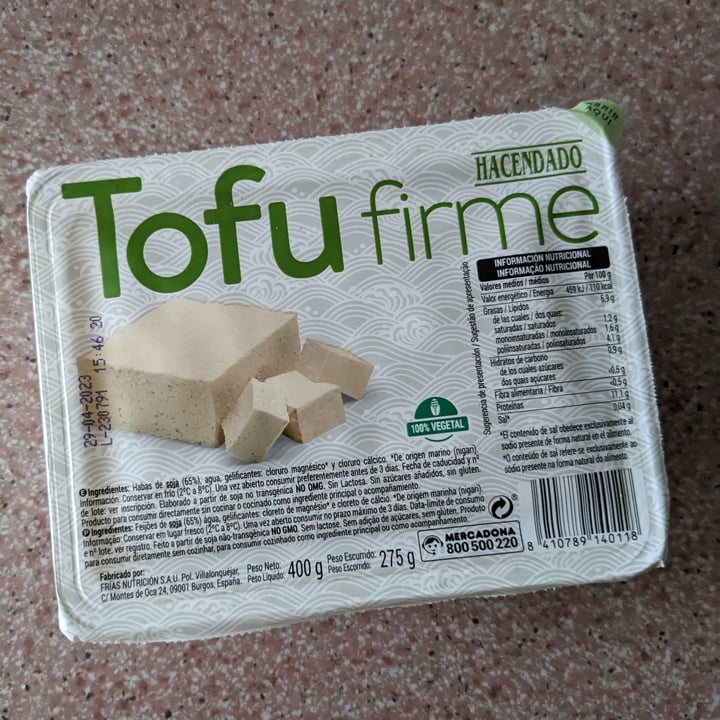 ABRIR AQUÍ
HACENDADO
Tofu firme
INFORMACIÓN NUTRICIONAL
INFORMAÇÃO NUTRICIONAL
Valores medios / médios Por 100 g
Valor energético / Energia 459 kJ / 110 kcal
Grasas / Lípidos 6,9 g
de las cuales / dos quais:
saturadas / saturados 1,2 g
monoinsaturadas / monoinsaturados 1,6 g
poliinsaturadas / polinsaturados 4,1 g
Hidratos de carbono 0,9 g
de los cuales azúcares
dos quais açúcares <0,5 g
Fibra alimentaria / Fibra <0,5 g
Proteínas 11,1 g
Sal* 0,04 g
*El contenido de sal obedece exclusivamente al
sodio presente de forma natural en el alimento.
*O conteúdo de sal refere-se exclusivamente ao
sódio presente na forma natural do alimento.
Sugerencia de presentación / Sugestão de apresentação
29-04-2023
L-230791 15:46 20
100% VEGETAL
Ingredientes: Habas de soja (65%), agua, gelificantes: cloruro magnésico* y cloruro cálcico. *De origen marino (nigari).
Información: Conservar en frío (2ºC a 8ºC). Una vez abierto consumir preferentemente antes de 3 días. Fecha de caducidad y nº
de lote: ver inscripción. Elaborado a partir de soja no transgénica NO OMG. Sin Lactosa. Sin azúcares añadidos, sin gluten.
Producto para consumir directamente sin cocinar o cocinado como ingrediente principal o acompañamiento.
Ingredientes: Feijões de soja (65%) água, gelificantes: cloreto de magnésio* e cloreto de cálcio. *De origem marinha (nigari).
Informação: Conservar em lugar fresco (2ºC a 8ºC). Uma vez aberto consumir no prazo máximo de 3 dias. Data-limite de consumo
e nº lote: ver registro. Feito a partir de soja não-transgênica NO OMG. Sem lactose. Sem adição de açúcares, sem glúten. Produto
para consumir diretamente sem cozinhar, para consumido cozinhado como ingrediente principal ou como acompanhamento.
MERCADONA
800 500 220
8 410789 140118
Fabricado por:
FRÍAS NUTRICIÓN S.A.U. Pol. Villalonquéjar,
C/ Montes de Oca 24, 09001 Burgos, España.
Peso Neto:
Peso Líquido: 400 g
Peso Escurrido:
Peso Escorrido: 275 g